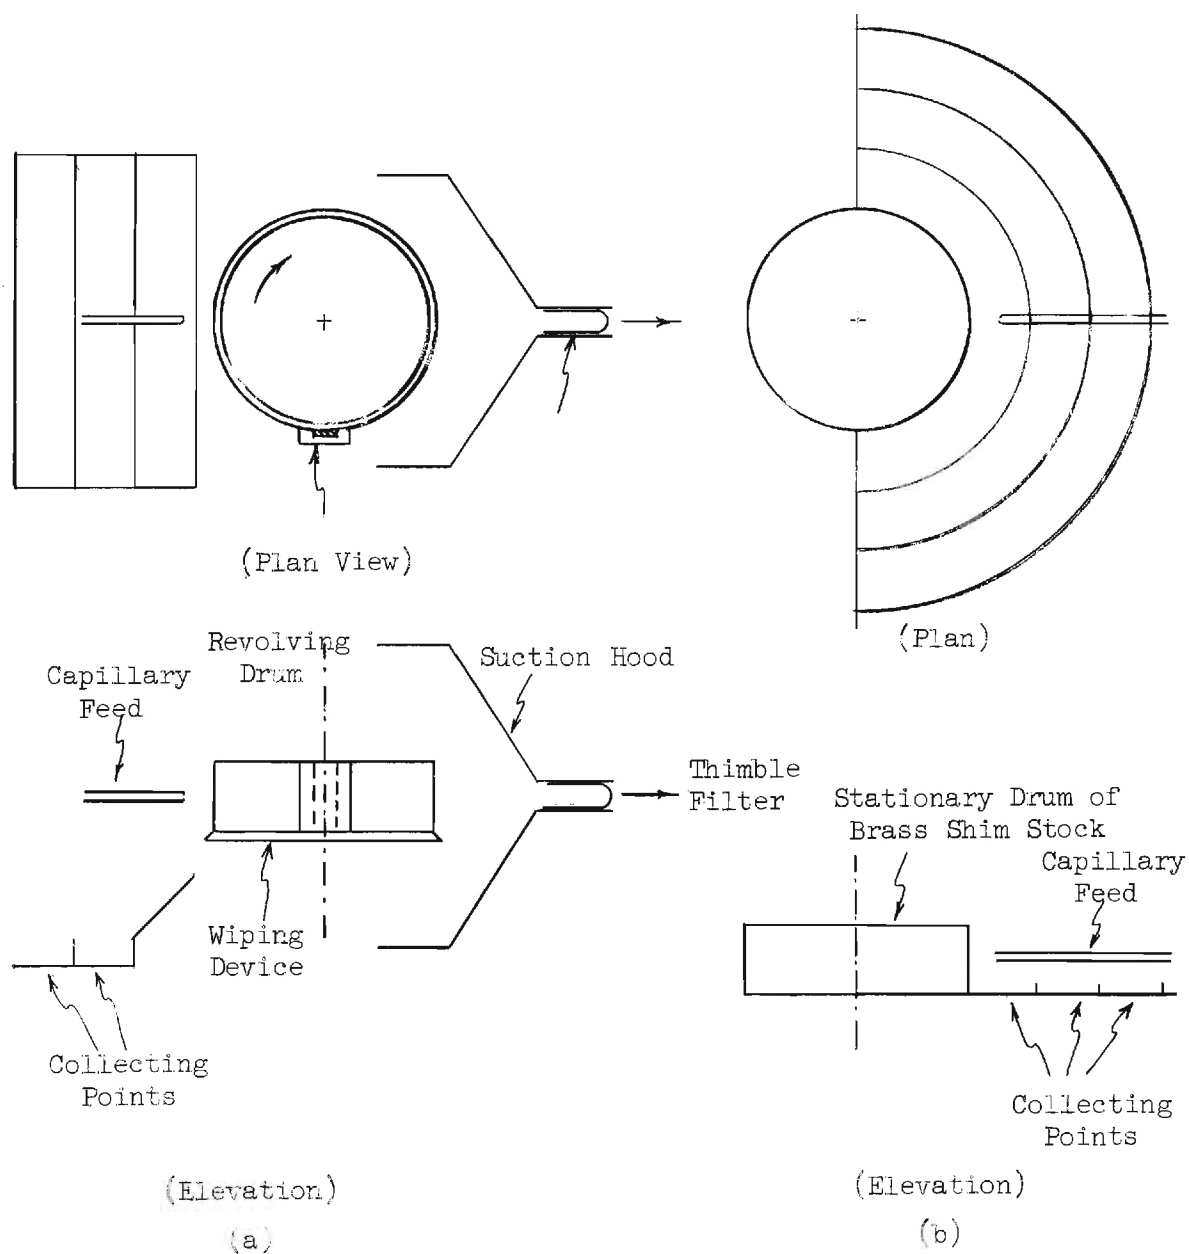 (Plan View)
(Plan)
Revolving
Drum
Suction Hood
Capillary
Feed
Thimble
Filter
Stationary Drum of
Brass Shim Stock
Capillary
Feed
Wiping
Device
Collecting
Points
Collecting
Points
(Elevation)
(a)
(Elevation)
(b)